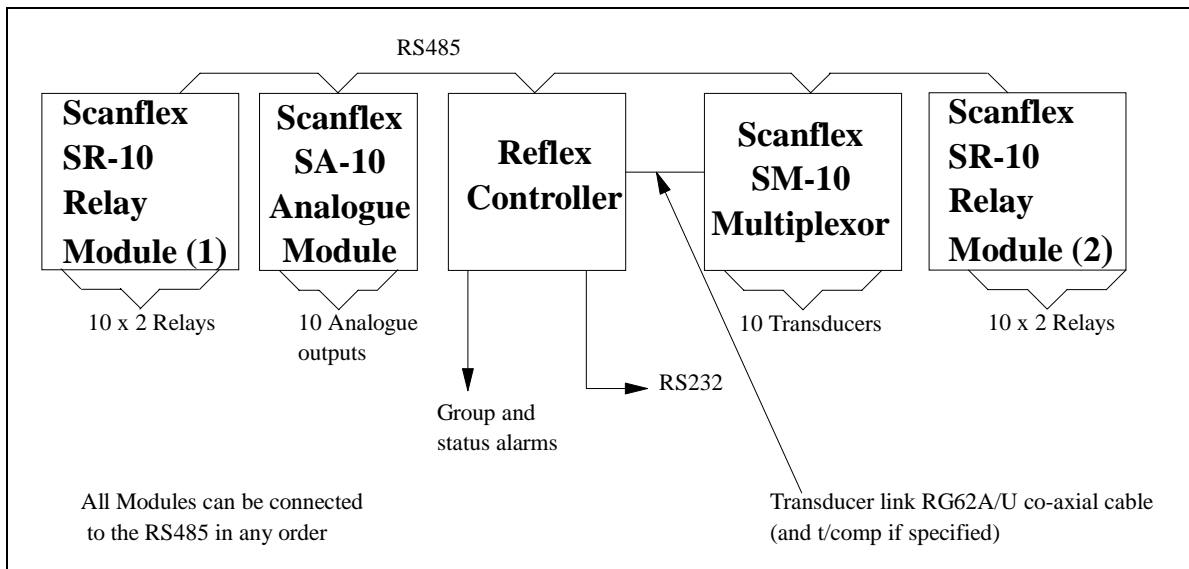 RS485
Scanflex
SR-10
Relay
Module (1)
Scanflex
SA-10
Analogue
Module
Reflex
Controller
Scanflex
SM-10
Multiplexor
Scanflex
SR-10
Relay
Module (2)
10 x 2 Relays
10 Analogue
outputs
10 Transducers
10 x 2 Relays
RS232
Group and
status alarms
All Modules can be connected
to the RS485 in any order
Transducer link RG62A/U co-axial cable
(and t/comp if specified)